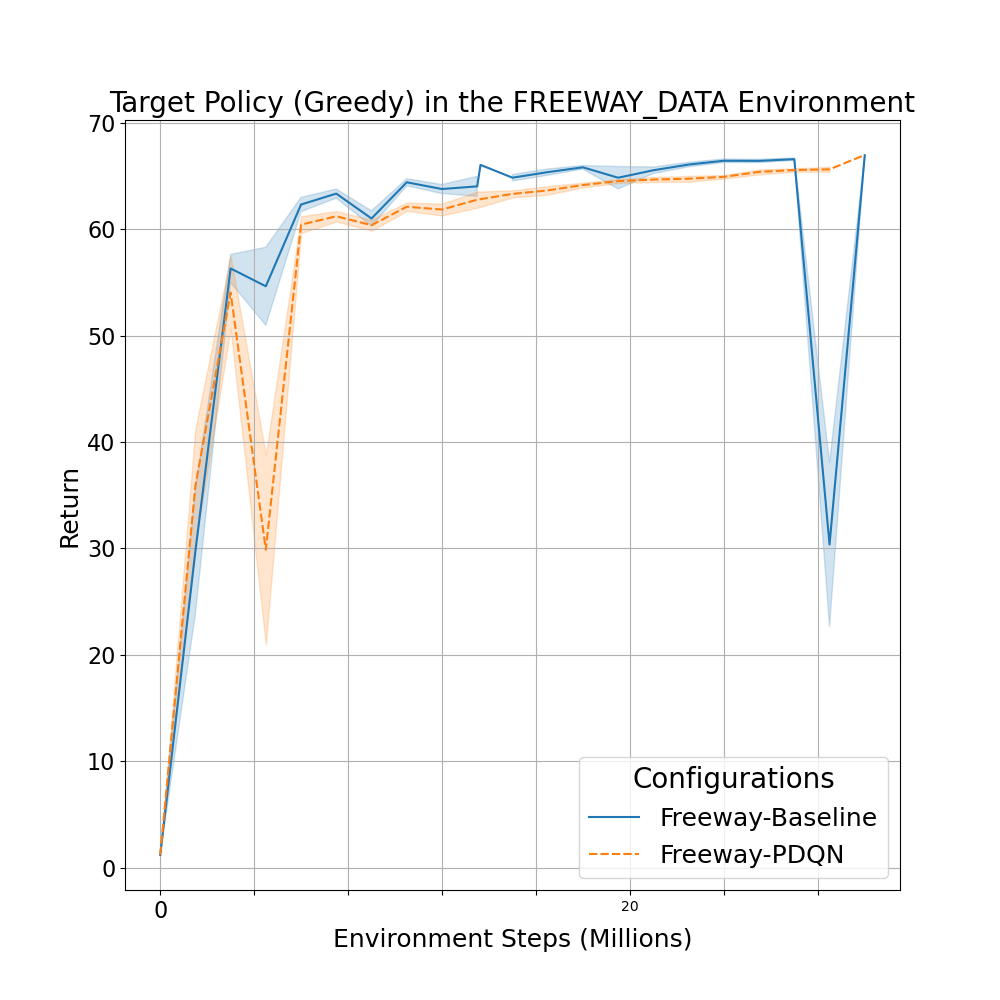 Target Policy (Greedy) in the FREEWAY_DATA Environment
70
60
50
40
30
20
10
0
Return
0
20
Environment Steps (Millions)
Configurations
Freeway-Baseline
Freeway-PDQN